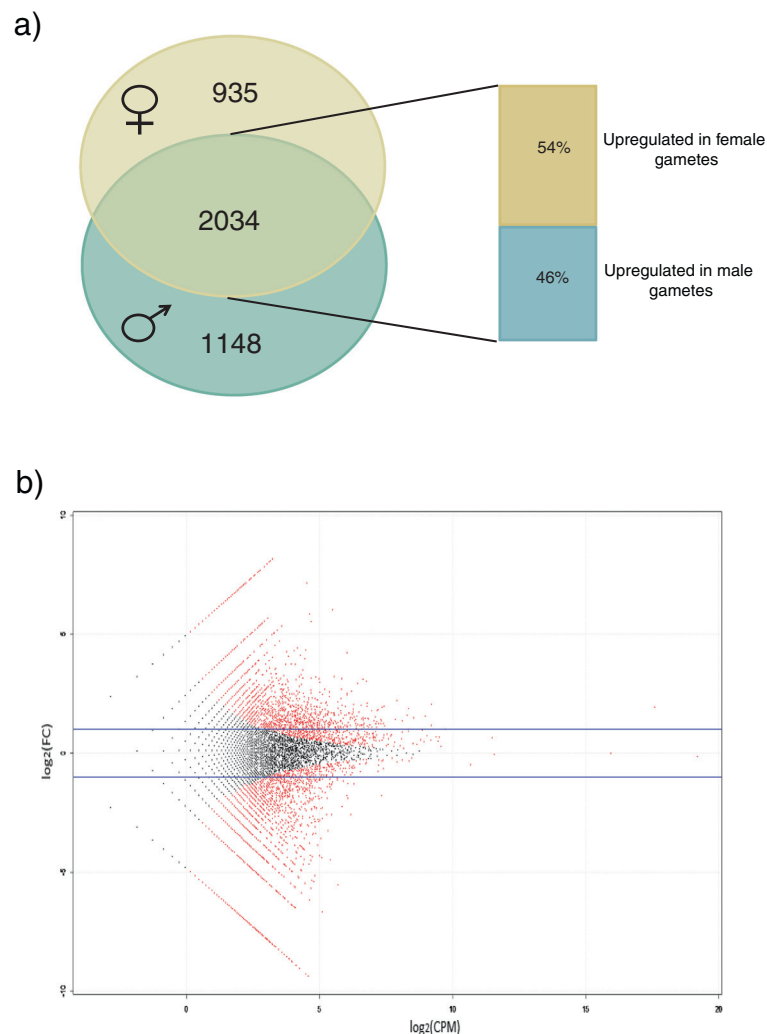 a)
♀
935
2034
♂
1148
54%
Upregulated in female
gametes
46%
Upregulated in male
gametes
b)
10
5
0
-5
-10
log2(FC)
0
5
10
15
20
log2(CPM)